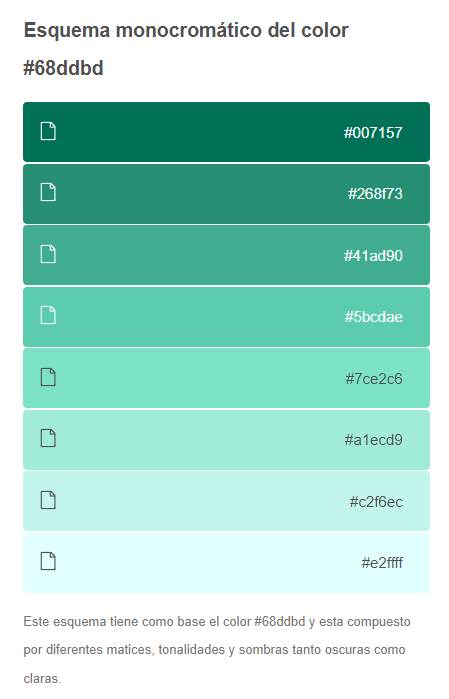 Esquema monocromático del color
#68ddbd
#007157
#268f73
#41ad90
#5bcdae
#7ce2c6
#a1ecd9
#c2f6ec
#e2ffff
Este esquema tiene como base el color #68ddbd y esta compuesto
por diferentes matices, tonalidades y sombras tanto oscuras como
claras.